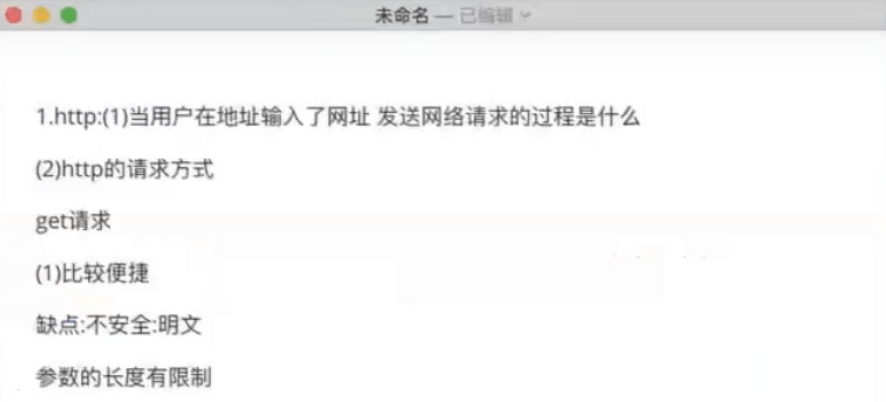 未命名 — 已编辑
1.http:(1)当用户在地址输入了网址 发送网络请求的过程是什么
(2)http的请求方式
get请求
(1)比较便捷
缺点:不安全:明文
参数的长度有限制